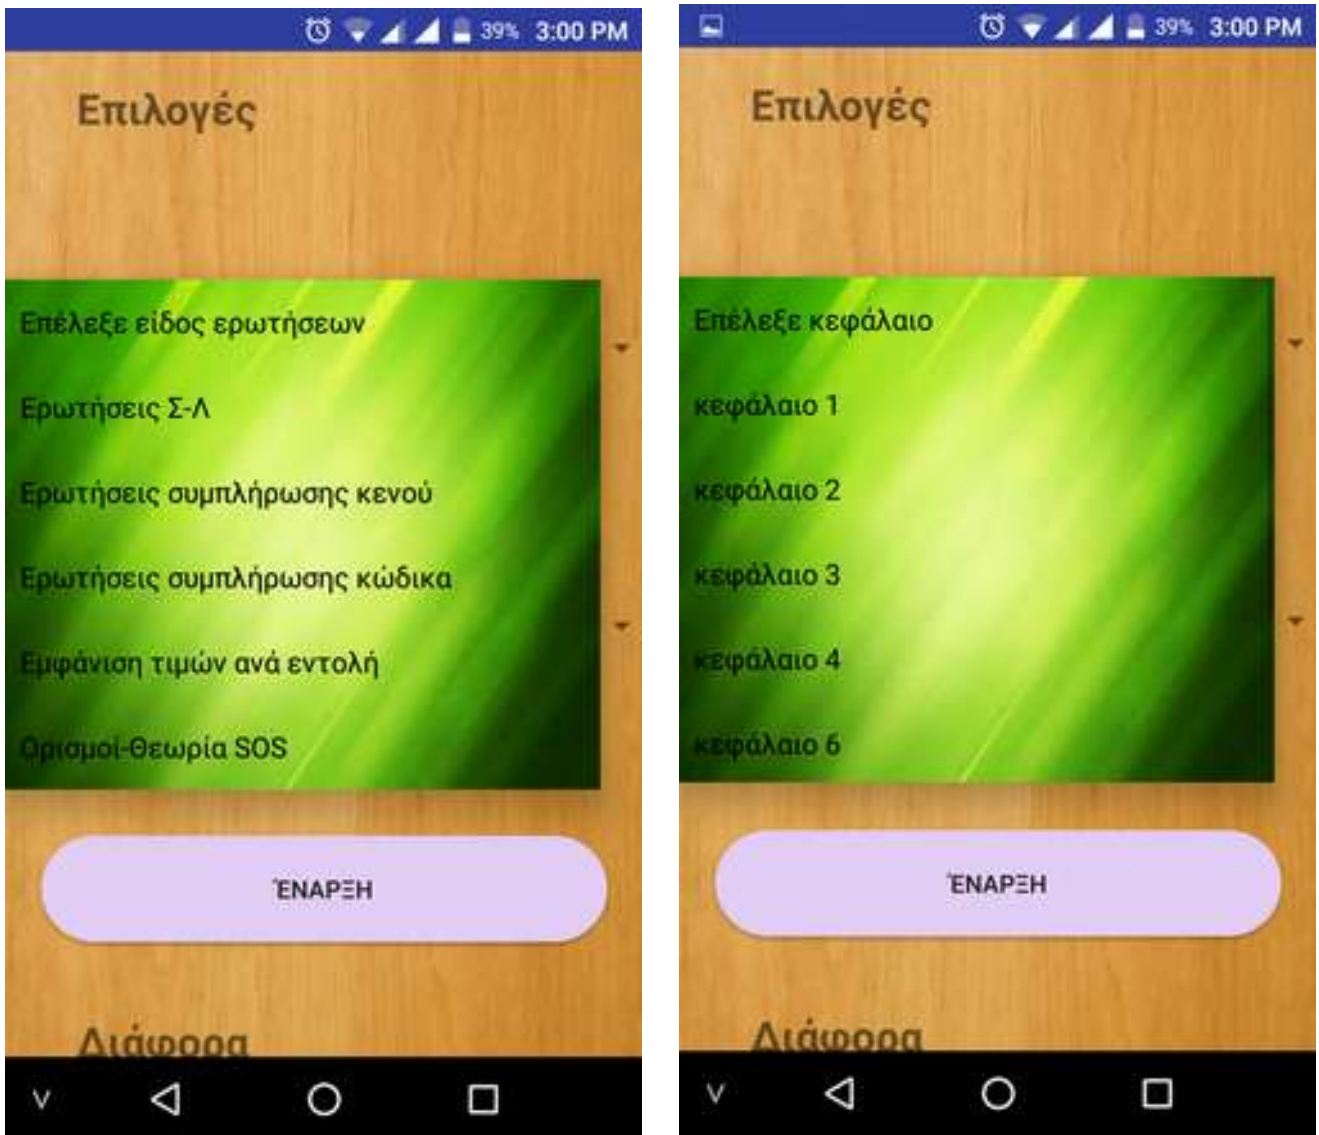 39% 3:00 PM
Επιλογές
Επέλεξε είδος ερωτήσεων
Ερωτήσεις Σ-Λ
Ερωτήσεις συμπλήρωσης κενού
Ερωτήσεις συμπλήρωσης κώδικα
Εμφάνιση τιμών ανά εντολή
Ορισμοί-Θεωρία SOS
ΈΝΑΡΞΗ
Διάφορα
39% 3:00 PM
Επιλογές
Επέλεξε κεφάλαιο
κεφάλαιο 1
κεφάλαιο 2
κεφάλαιο 3
κεφάλαιο 4
κεφάλαιο 6
ΈΝΑΡΞΗ
Διάφορα